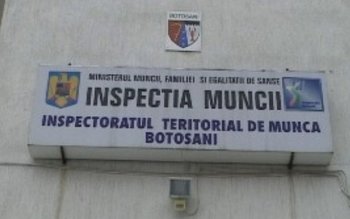 BOTOSANI
MINISTERUL MUNCII, FAMILIEI SI EGALITATII DE SANSE
INSPECTIA MUNCII
INSPECTORATUL TERITORIAL DE MUNCA
BOTOSANI